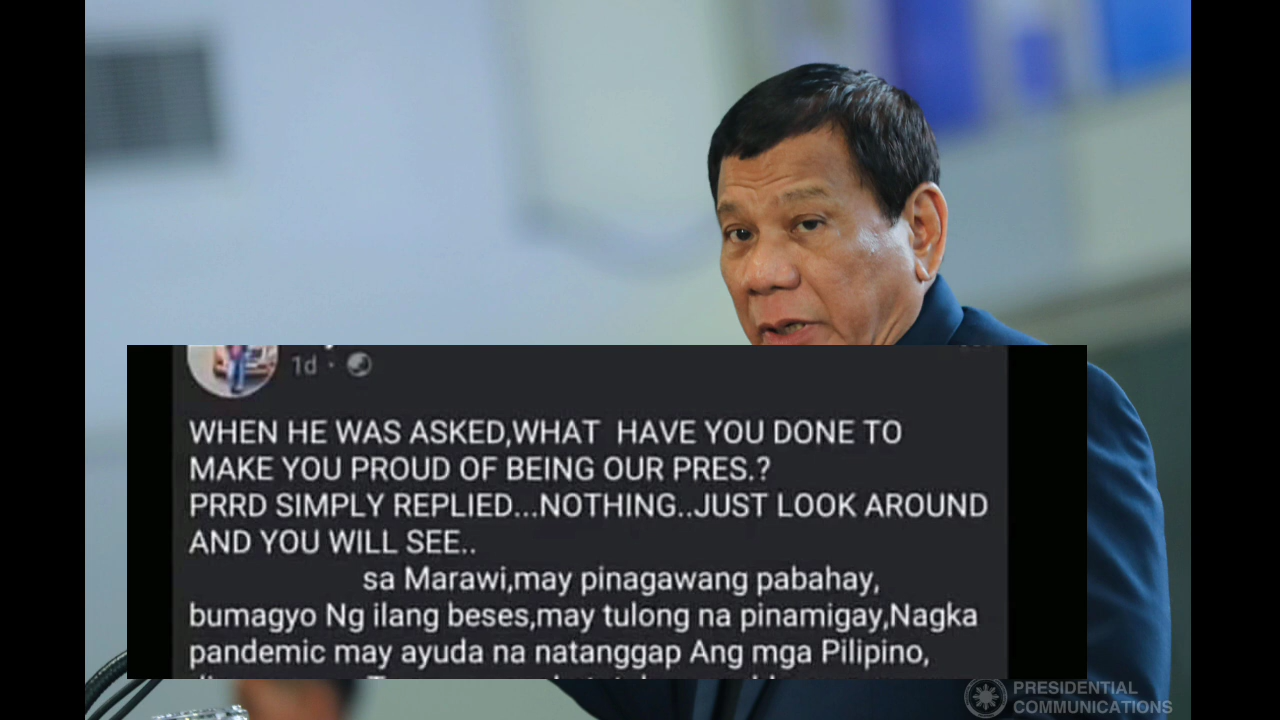 1d
WHEN HE WAS ASKED,WHAT HAVE YOU DONE TO
MAKE YOU PROUD OF BEING OUR PRES.?
PRRD SIMPLY REPLIED...NOTHING..JUST LOOK AROUND
AND YOU WILL SEE..
sa Marawi,may pinagawang pabahay,
bumagyo Ng ilang beses,may tulong na pinamigay,Nagka
pandemic may ayuda na natanggap Ang mga Pilipino,
PRESIDENTIAL
COMMUNICATIONS